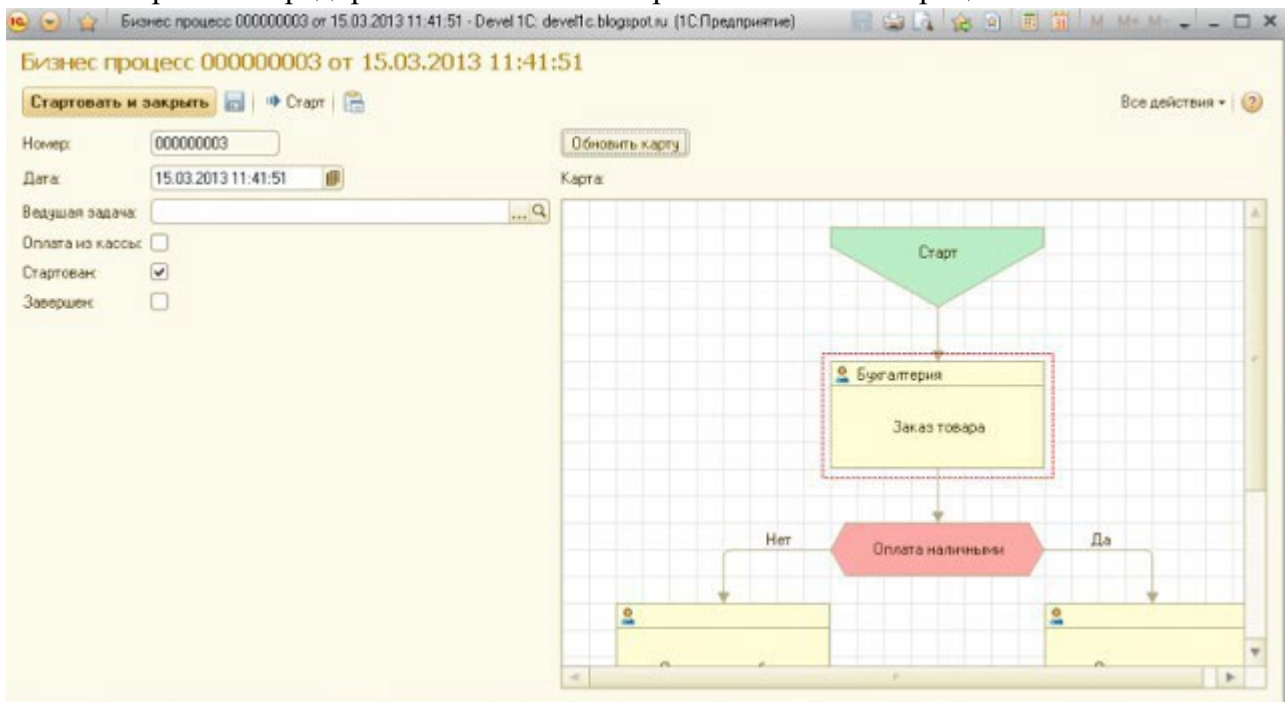 Бизнес процесс 000000003 от 15.03.2013 11:41:51 - Devel 1C: devel1c.blogspot.ru (1С:Предприятие)
M M+ M-
Бизнес процесс 000000003 от 15.03.2013 11:41:51
Стартовать и закрыть Старт Все действия
Номер: 000000003 Обновить карту
Дата: 15.03.2013 11:41:51 Карта:
Ведущая задача: ...
Оплата из кассы:
Стартован:
Завершен:
Старт
Бухгалтерия
Заказ товара
Нет Оплата наличными Да